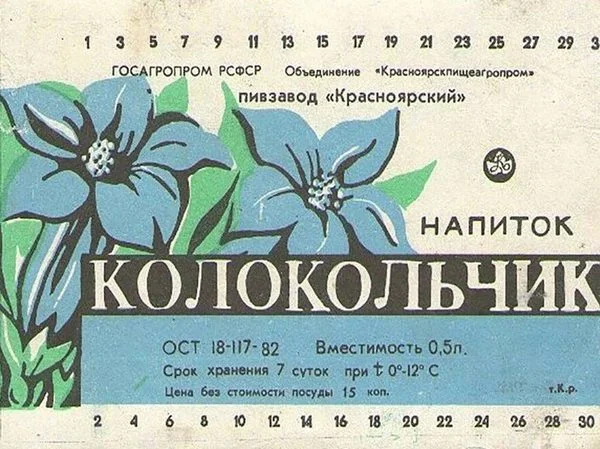 1 3 5 7 9 11 13 15 17 19 21 23 25 27 29
ГОСАГРОПРОМ РСФСР Объединение «Красноярскпищеагропром»
пивзавод «Красноярский»
НАПИТОК
КОЛОКОЛЬЧИК
ОСТ 18-117-82 Вместимость 0,5л.
Срок хранения 7 суток при t 0°-12° С
Цена без стоимости посуды 15 коп. т.К.р.
2 4 6 8 10 12 14 16 18 20 22 24 26 28 30